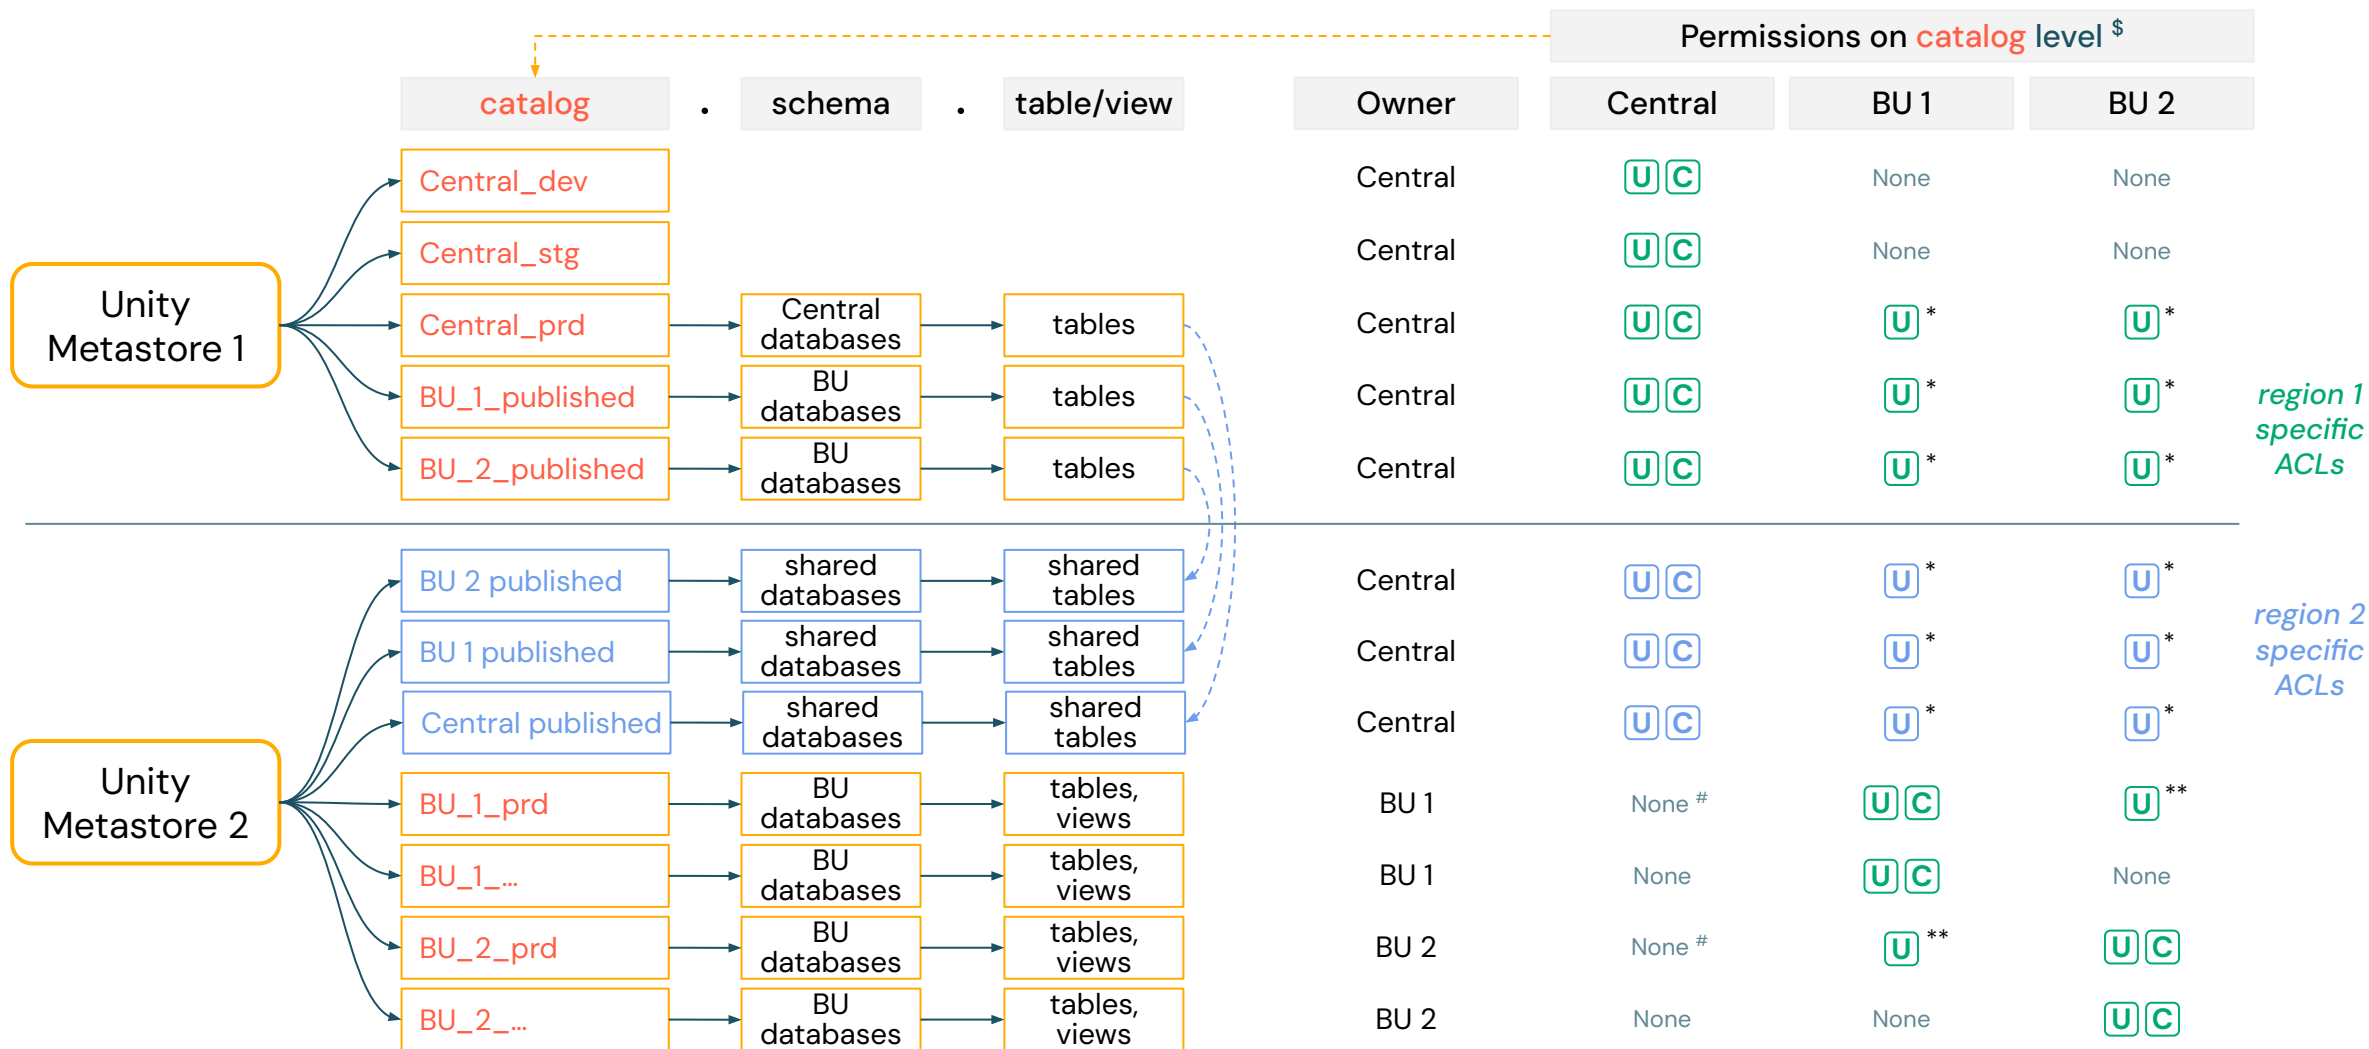 Permissions on catalog level $
catalog . schema . table/view Owner Central BU 1 BU 2
Unity
Metastore 1
Central_dev Central U C None None
Central_stg Central U C None None
Central_prd Central
databases tables Central U C U * U *
BU_1_published BU
databases tables Central U C U * U *
BU_2_published BU
databases tables Central U C U * U *
region 1
specific
ACLs
Unity
Metastore 2
BU 2 published shared
databases shared
tables Central U C U * U *
BU 1 published shared
databases shared
tables Central U C U * U *
Central published shared
databases shared
tables Central U C U * U *
region 2
specific
ACLs
BU_1_prd BU
databases tables,
views BU 1 None # U C U **
BU_1_... BU
databases tables,
views BU 1 None U C None
BU_2_prd BU
databases tables,
views BU 2 None # U ** U C
BU_2_... BU
databases tables,
views BU 2 None None U C